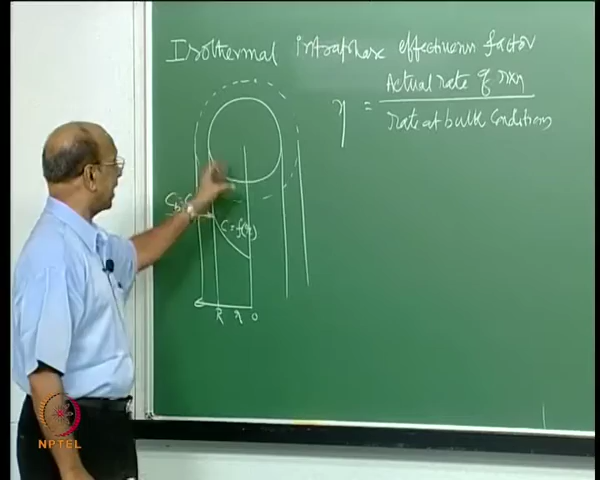 Isothermal intraphase effectiveness factor
η = Actual rate of rxn
rate at bulk conditions
C = f(r)
R r 0
NPTEL